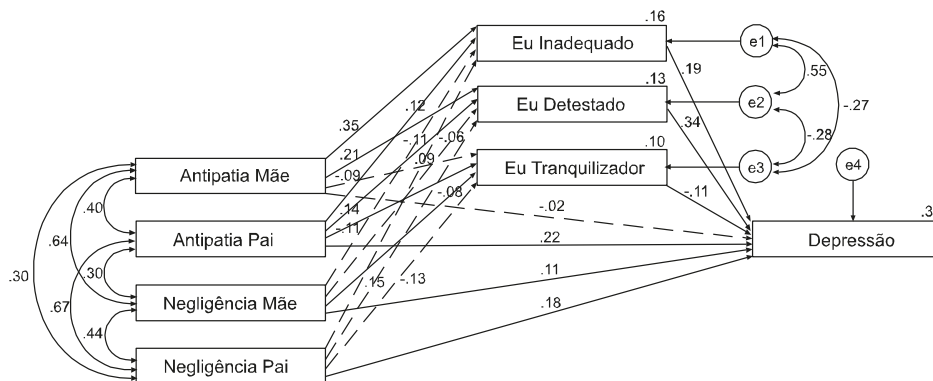 .16
Eu Inadequado
e1
.19
.55
.13
Eu Detestado
e2
-.27
.12
.35
-.11
-.06
.34
-.28
.21
.09
.10
Eu Tranquilizador
e3
e4
-.09
Antipatia Mãe
-.08
-.11
.40
.14
-.02
.3
-.11
Antipatia Pai
.22
Depressão
.64
.30
.30
.15
-.13
.11
Negligência Mãe
.67
.18
.44
Negligência Pai